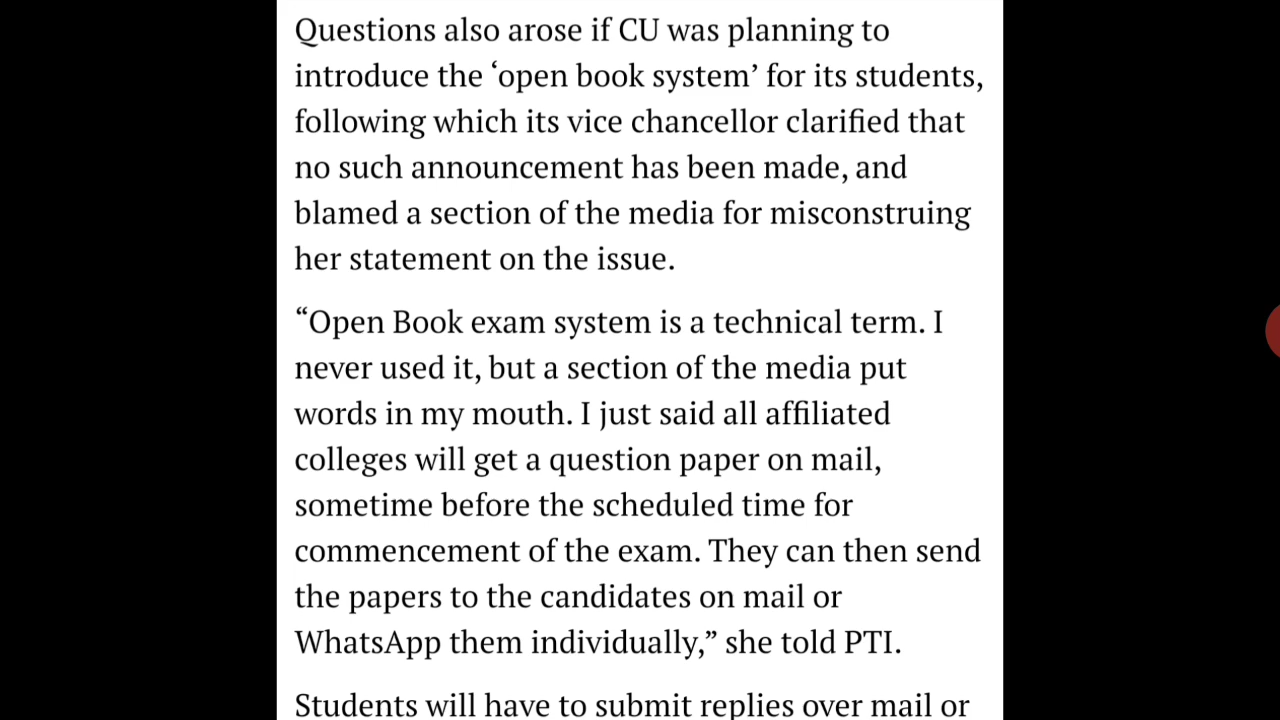 Questions also arose if CU was planning to
introduce the ‘open book system’ for its students,
following which its vice chancellor clarified that
no such announcement has been made, and
blamed a section of the media for misconstruing
her statement on the issue.
“Open Book exam system is a technical term. I
never used it, but a section of the media put
words in my mouth. I just said all affiliated
colleges will get a question paper on mail,
sometime before the scheduled time for
commencement of the exam. They can then send
the papers to the candidates on mail or
WhatsApp them individually,” she told PTI.
Students will have to submit replies over mail or